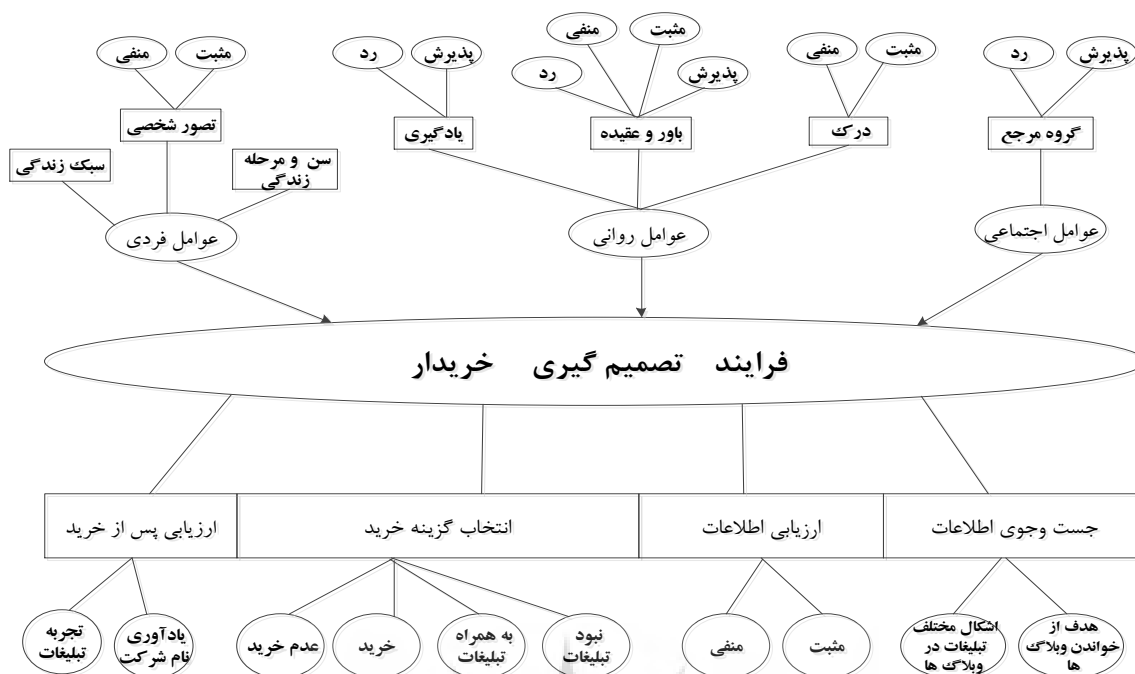 پذیرش
رد
مثبت
منفی
پذیرش
مثبت
منفی
رد
پذیرش
رد
مثبت
منفی
گروه مرجع
درک
باور و عقیده
یادگیری
تصور شخصی
سن و مرحله
زندگی
سبک زندگی
عوامل اجتماعی
عوامل روانی
عوامل فردی
فرایند تصمیم گیری خریدار
جست وجوی اطلاعات
ارزیابی اطلاعات
انتخاب گزینه خرید
ارزیابی پس از خرید
هدف از
خواندن وبلاگ
ها
اشکال مختلف
تبلیغات در
وبلاگ ها
مثبت
منفی
نبود
تبلیغات
به همراه
تبلیغات
خرید
عدم خرید
یادآوری
نام شرکت
تجربه
تبلیغات